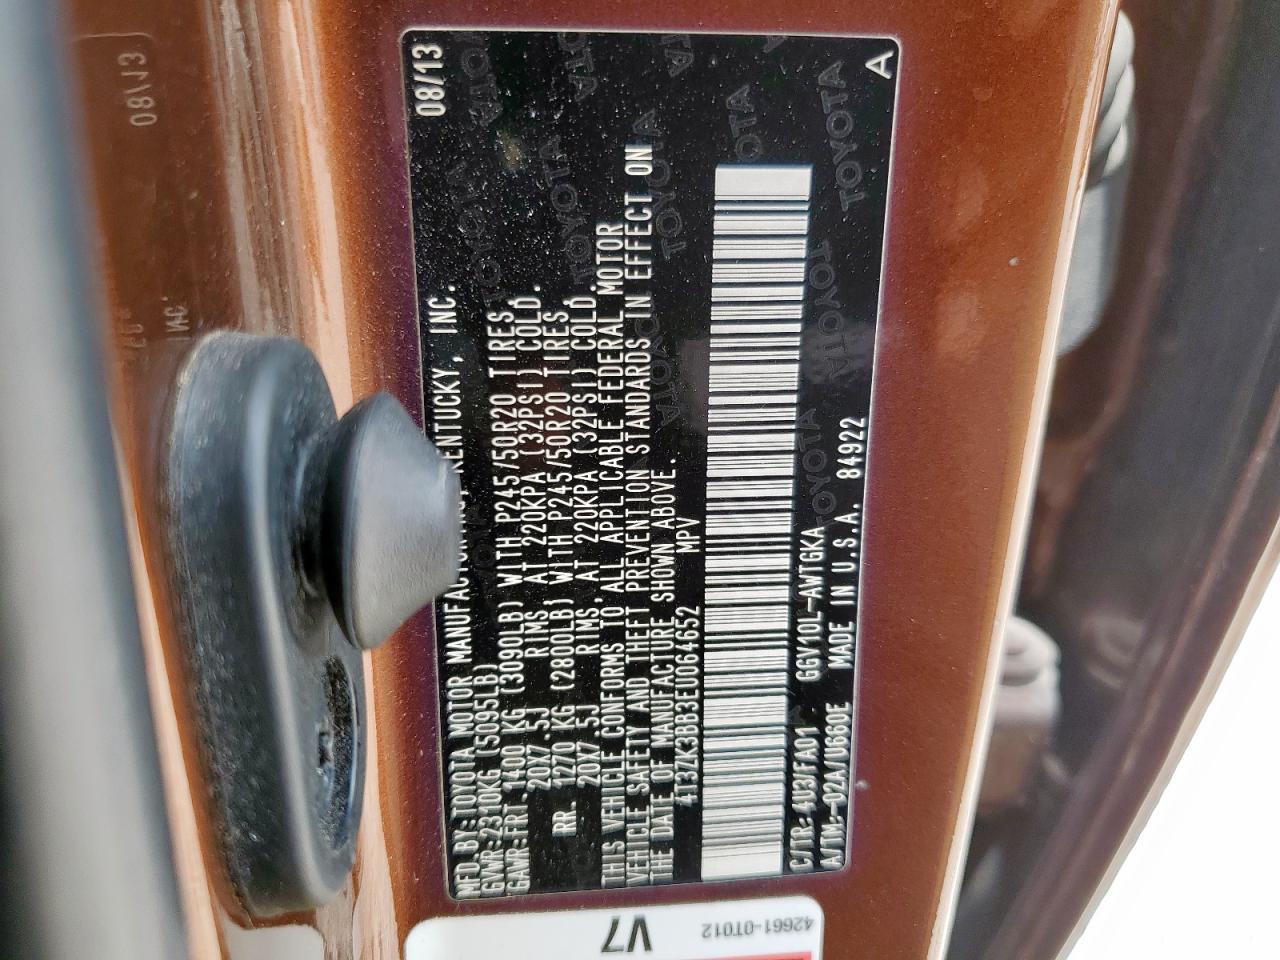 08/13
MFD.BY:TOYOTA MOTOR KENTUCKY, INC.
GVWR:2310KG (5095LB)
GAWR:FRT.1400 KG (3090LB) WITH P245/50R20 TIRES,
20X7.5J RIMS, AT 220KPA (32PSI) COLD.
RR. 1270 KG (2800LB) WITH P245/50R20 TIRES,
20X7.5J RIMS, AT 220KPA (32PSI) COLD.
THIS VEHICLE CONFORMS TO ALL APPLICABLE FEDERAL MOTOR
VEHICLE SAFETY AND THEFT PREVENTION STANDARDS IN EFFECT ON
THE DATE OF MANUFACTURE SHOWN ABOVE.
4T3ZK3BB3EU064652 MPV
C/TR:4U3/FA01 GGV10L-AWTGKA
A/TM:-02A/U660E MADE IN U.S.A. 84922
A
V7
42661-0T012